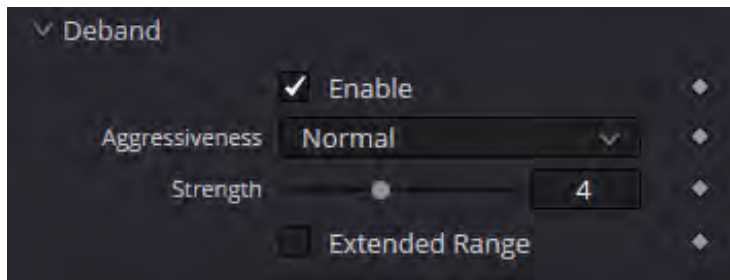 Deband
Enable
Aggressiveness Normal
Strength 4
Extended Range